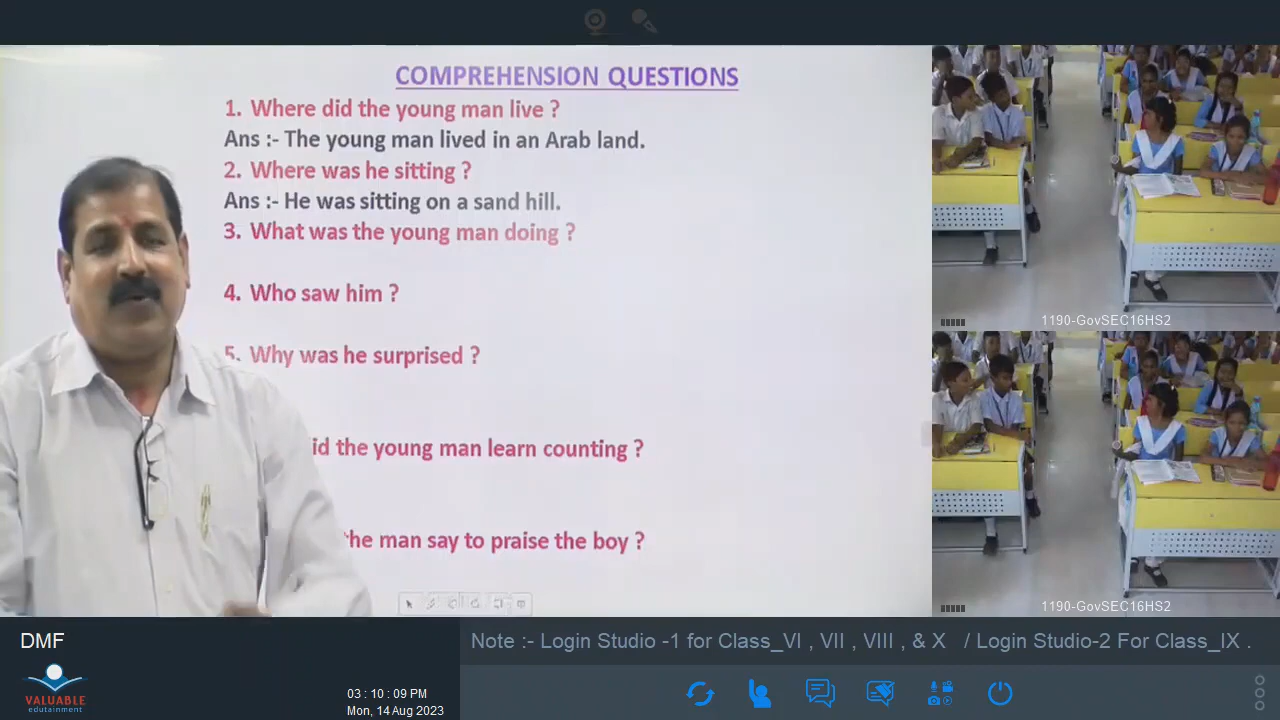 COMPREHENSION QUESTIONS
1. Where did the young man live ?
Ans :- The young man lived in an Arab land.
2. Where was he sitting ?
Ans :- He was sitting on a sand hill.
3. What was the young man doing ?
4. Who saw him ?
5. Why was he surprised ?
did the young man learn counting ?
the man say to praise the boy ?
1190-GovSEC16HS2
1190-GovSEC16HS2
DMF
Note :- Login Studio -1 for Class_VI , VII , VIII , & X / Login Studio-2 For Class_IX .
VALUABLE
edutainment
03 : 10 : 09 PM
Mon, 14 Aug 2023